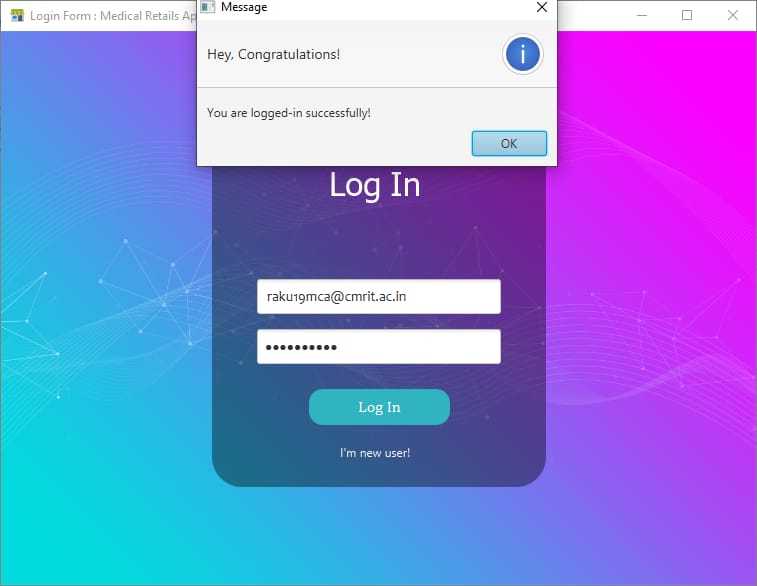 Login Form : Medical Retails Ap
Message
Hey, Congratulations!
You are logged-in successfully!
OK
Log In
raku19mca@cmrit.ac.in
Log In
I'm new user!